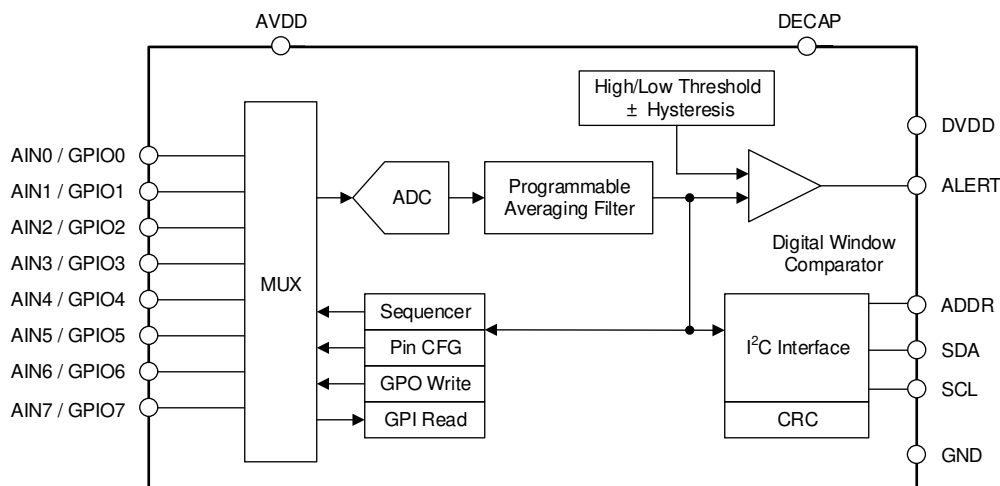 AVDD
DECAP
High/Low Threshold
± Hysteresis
DVDD
AIN0 / GPIO0
AIN1 / GPIO1
AIN2 / GPIO2
AIN3 / GPIO3
AIN4 / GPIO4
AIN5 / GPIO5
AIN6 / GPIO6
AIN7 / GPIO7
MUX
ADC
Programmable
Averaging Filter
ALERT
Digital Window
Comparator
Sequencer
Pin CFG
GPO Write
GPI Read
I²C Interface
CRC
ADDR
SDA
SCL
GND